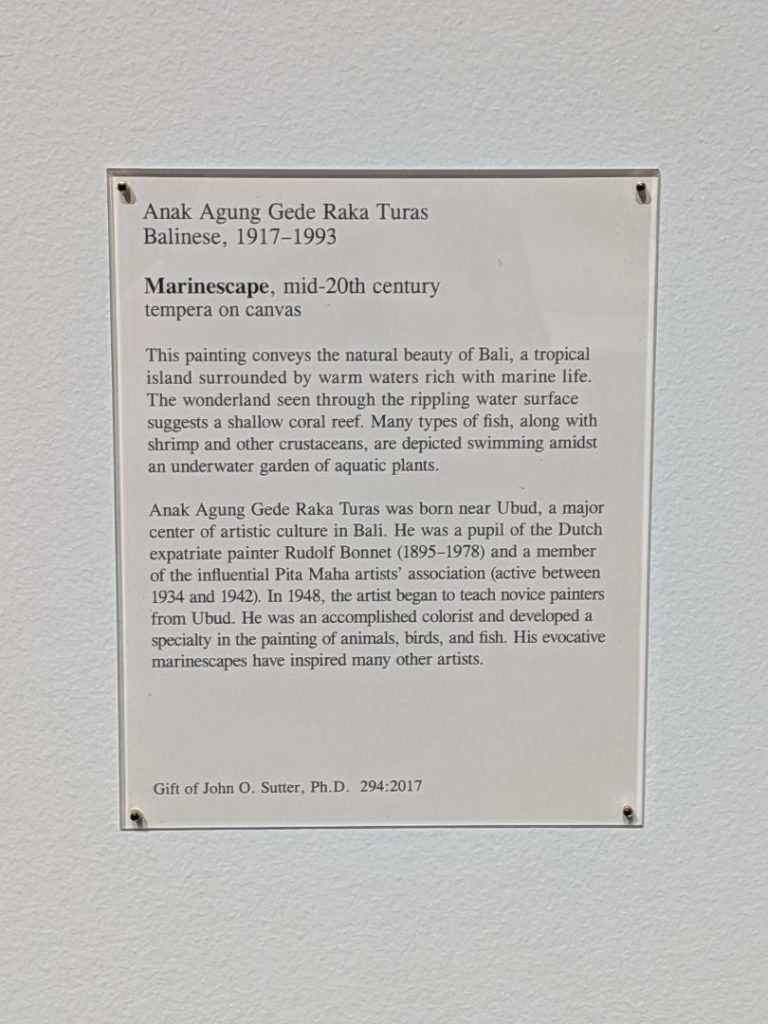 Anak Agung Gede Raka Turas
Balinese, 1917–1993
Marinescape, mid-20th century
tempera on canvas
This painting conveys the natural beauty of Bali, a tropical
island surrounded by warm waters rich with marine life.
The wonderland seen through the rippling water surface
suggests a shallow coral reef. Many types of fish, along with
shrimp and other crustaceans, are depicted swimming amidst
an underwater garden of aquatic plants.
Anak Agung Gede Raka Turas was born near Ubud, a major
center of artistic culture in Bali. He was a pupil of the Dutch
expatriate painter Rudolf Bonnet (1895–1978) and a member
of the influential Pita Maha artists’ association (active between
1934 and 1942). In 1948, the artist began to teach novice painters
from Ubud. He was an accomplished colorist and developed a
specialty in the painting of animals, birds, and fish. His evocative
marinescapes have inspired many other artists.
Gift of John O. Sutter, Ph.D. 294:2017